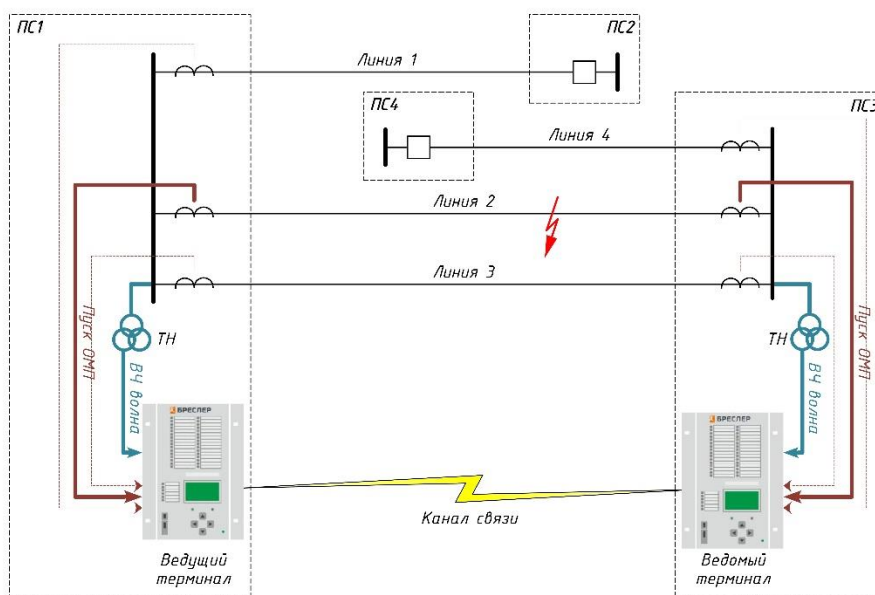 ПС1
ПС2
Линия 1
ПС4
ПС3
Линия 4
Линия 2
Линия 3
Пуск ОМП
ТН
ВЧ волна
ТН
ВЧ волна
Пуск ОМП
БРЕСЛЕР
БРЕСЛЕР
Канал связи
Ведущий
терминал
Ведомый
терминал